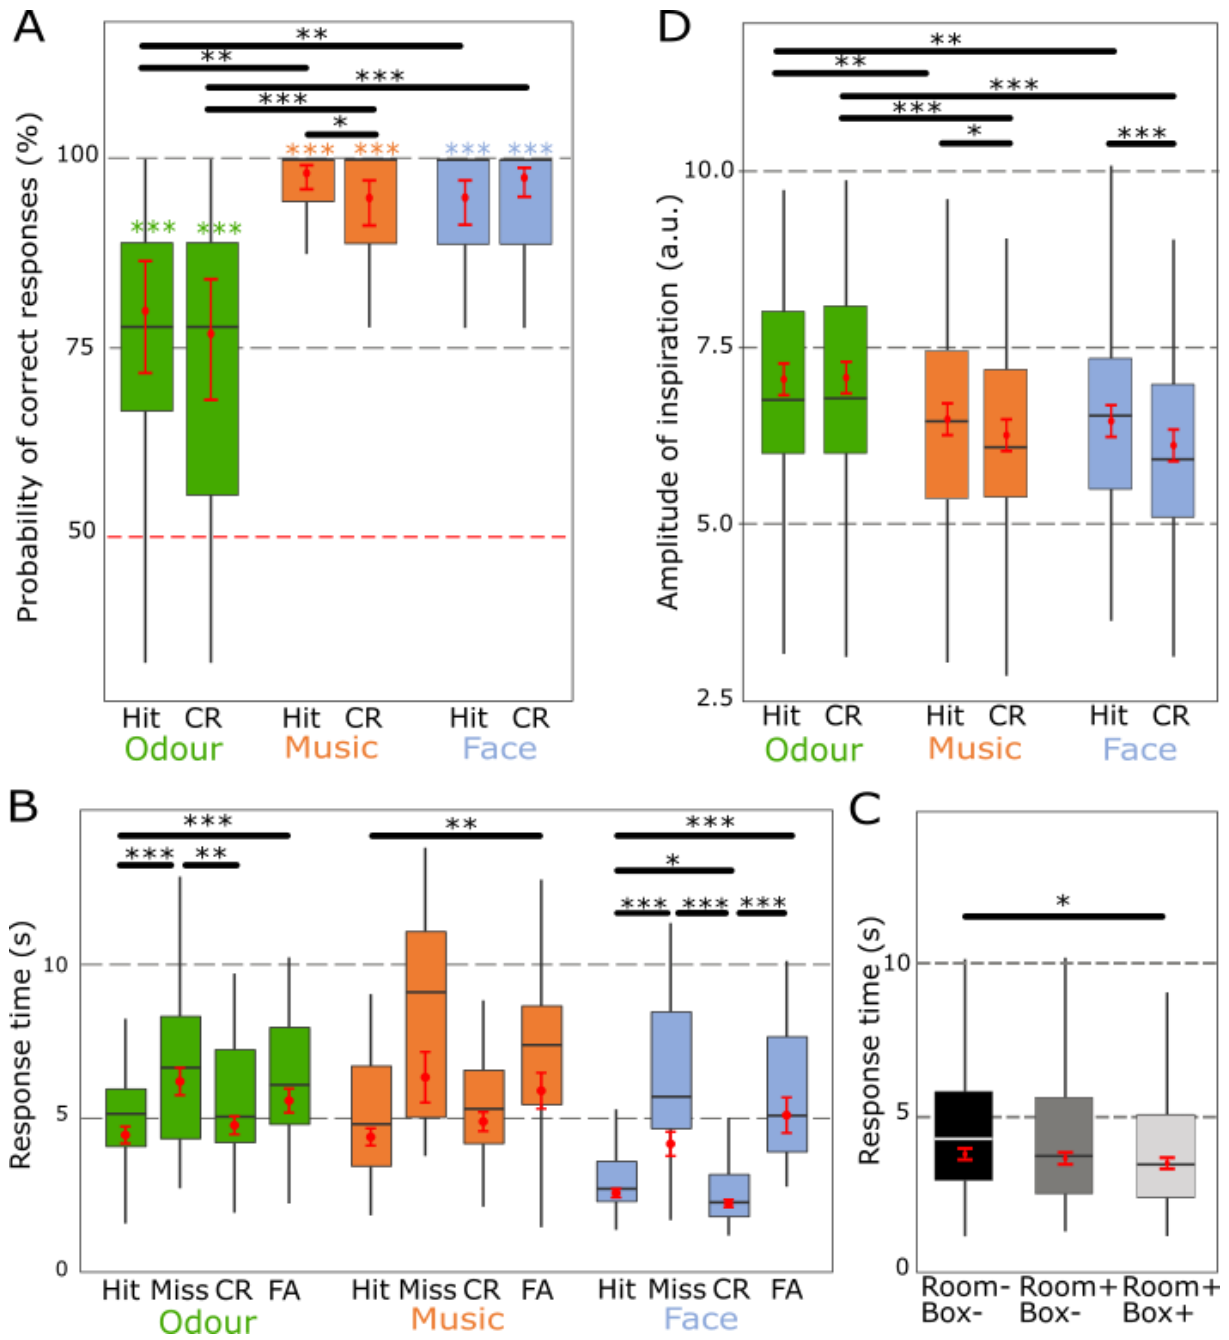 A
Probability of correct responses (%)
** 
**
***
***
*
*** *** *** ***
100
*** ***
75
50
Hit CR Hit CR Hit CR
Odour Music Face
D
Amplitude of inspiration (a.u.)
**
**
***
***
* ***
10.0
7.5
5.0
2.5
Hit CR Hit CR Hit CR
Odour Music Face
B
Response time (s)
*** ** ***
*** ** *
*** *** ***
10
5
0
Hit Miss CR FA Hit Miss CR FA Hit Miss CR FA
Odour Music Face
C
Response time (s)
*
10
5
0
Room- Room+ Room+
Box- Box- Box+